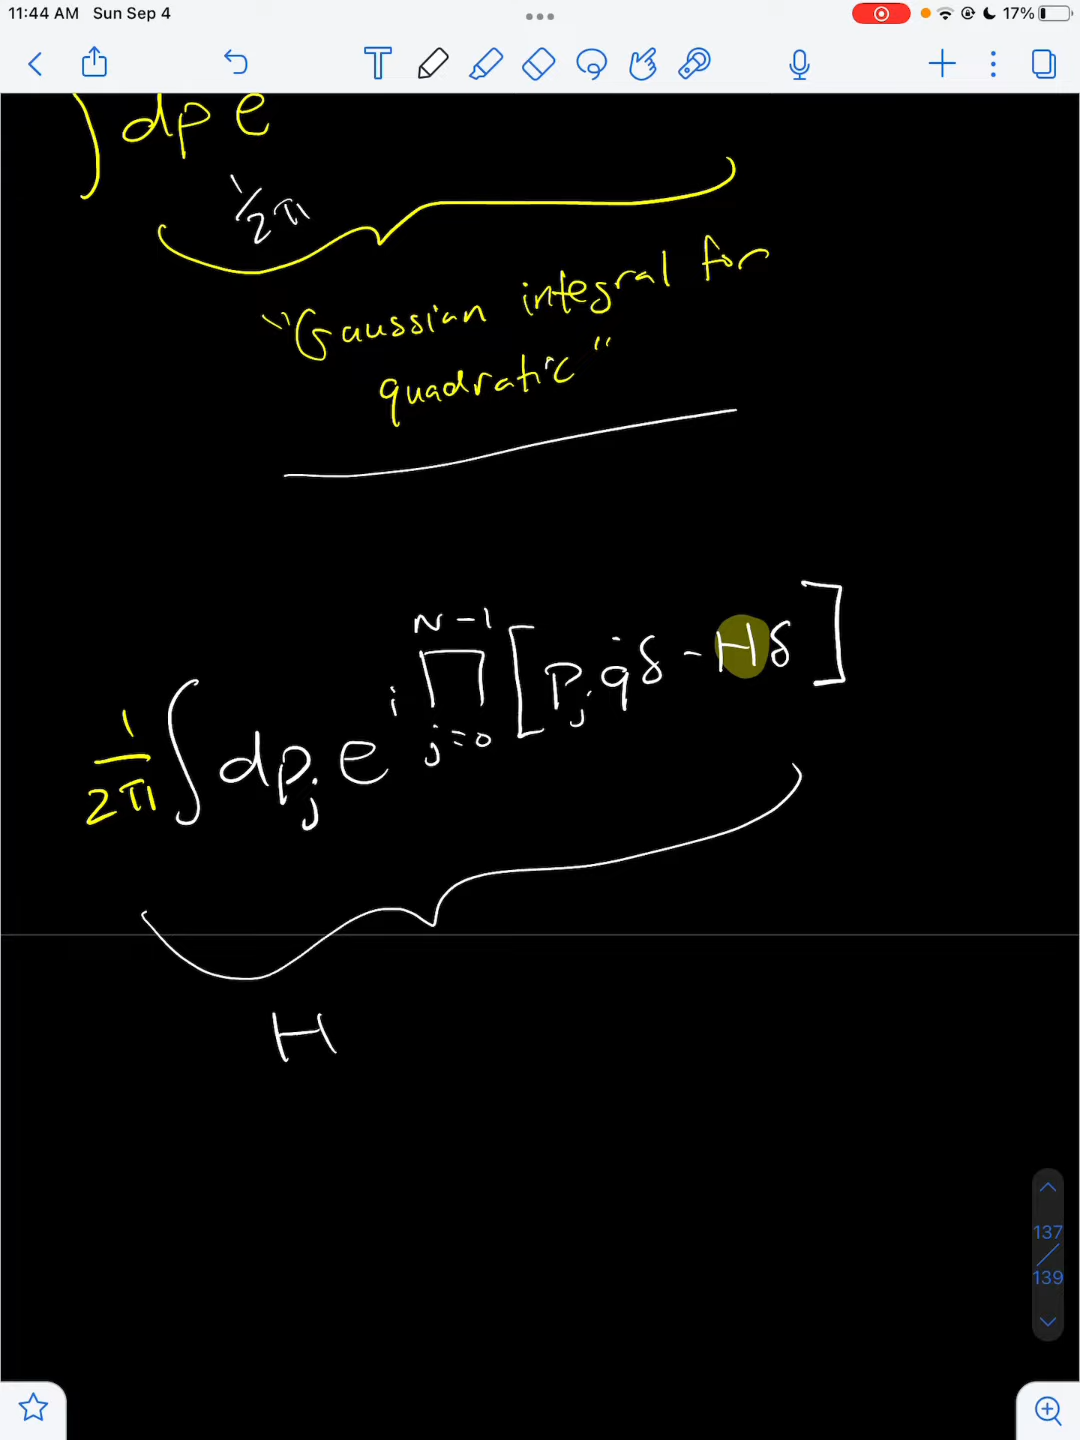 11:44 AM Sun Sep 4
17%
T
∫ dp e
1/2π
"Gaussian integral for
quadratic"
N-1
1/2π ∫ dp_j e^{i ∏ [p_j q̇δ - Hδ]}
j=0
H
137
139